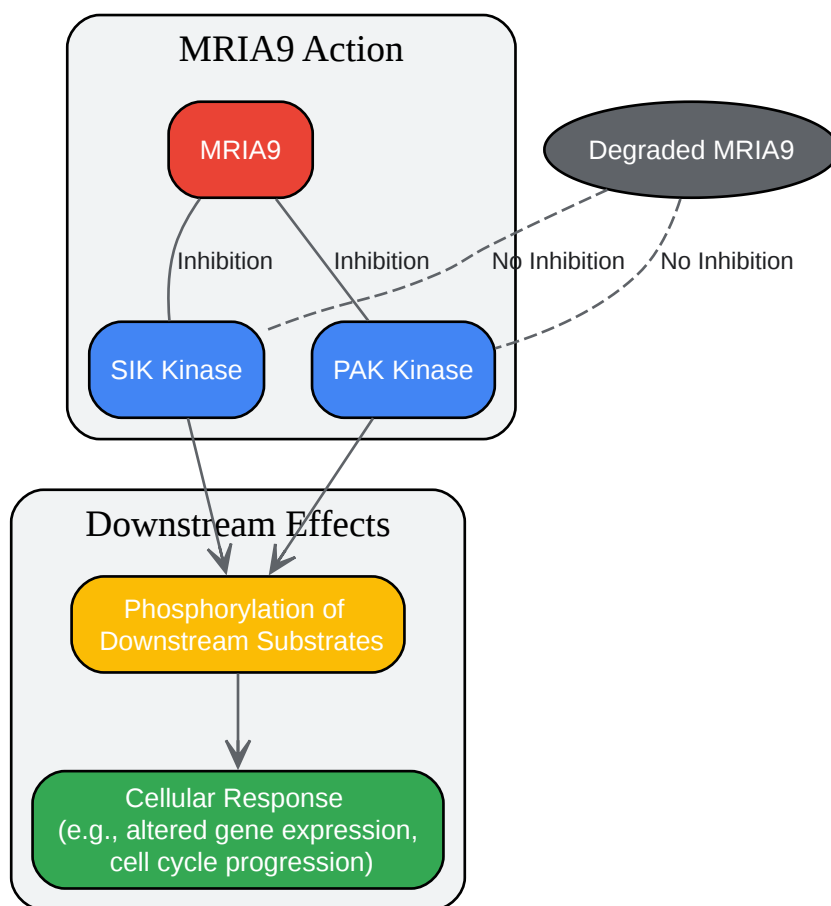 MRIA9 Action
MRIA9
Degraded MRIA9
Inhibition
Inhibition
No Inhibition
No Inhibition
SIK Kinase
PAK Kinase
Downstream Effects
Phosphorylation of
Downstream Substrates
Cellular Response
(e.g., altered gene expression,
cell cycle progression)